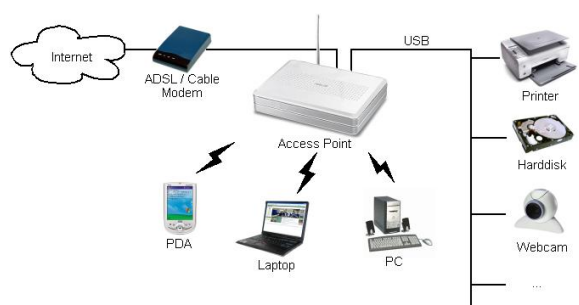 Internet
ADSL / Cable
Modem
USB
Access Point
Printer
Harddisk
PDA
Laptop
PC
Webcam
...